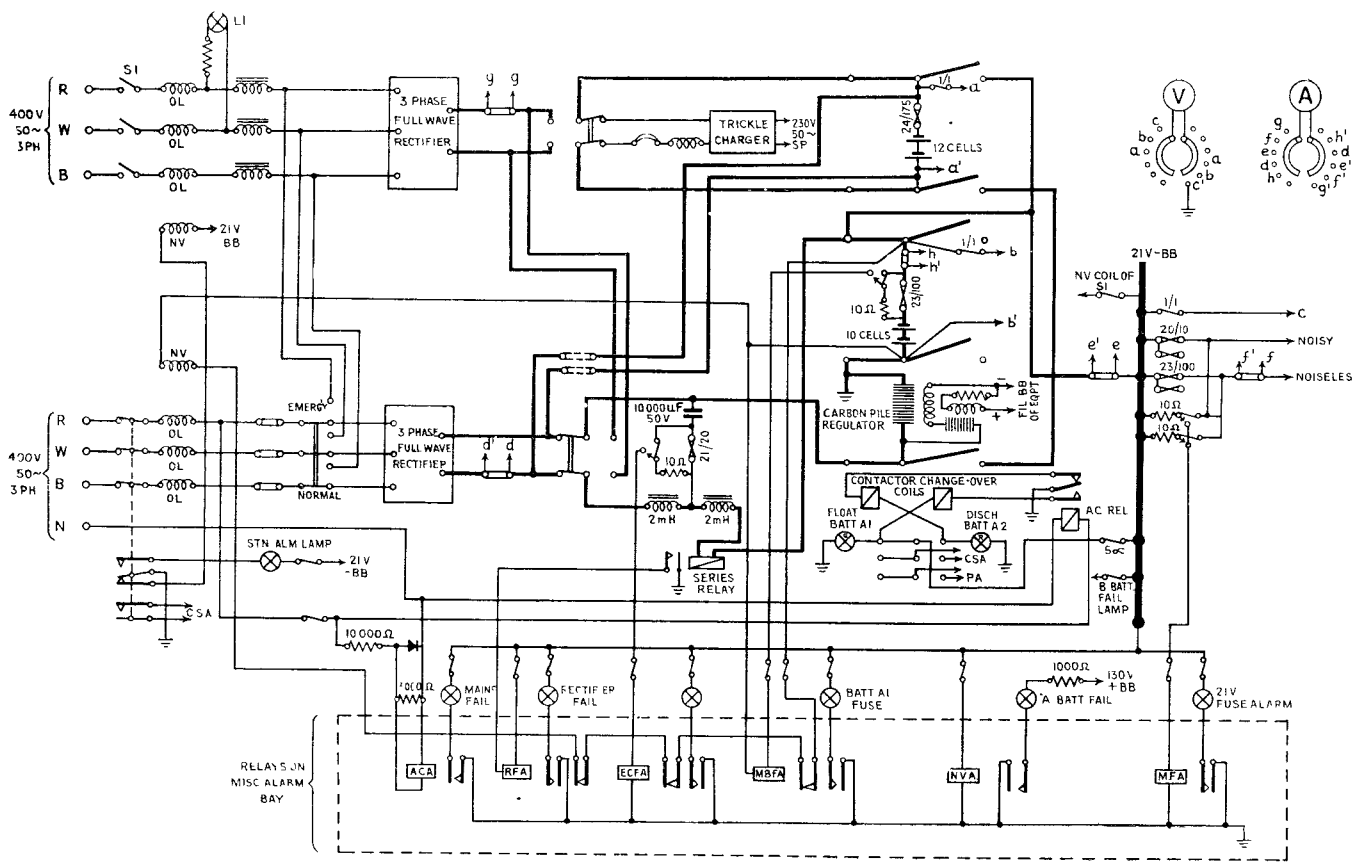 L1
S1
R
OL
400V
50~
3PH
W
OL
B
OL
3 PHASE
FULL WAVE
RECTIFIER
g
g
TRICKLE
CHARGER
230V
50~
SP
1/1
a
24/175
12 CELLS
a'
V
c
b
a
a
b
c'
A
g
f
e
d
h
h'
d
e'
f'
g'
NV
21V
BB
NV
h
h'
1/1
b
10Ω
23/100
10 CELLS
b'
21V-BB
NV COIL OF
S1
1/1
C
20/10
NOISY
e'
e
23/100
f'
f
NOISELESS
10Ω
10Ω
CARBON PILE
REGULATOR
FIL BB
OF EQPT
−
+
EMERGY
R
OL
400V
50~
3PH
W
OL
B
OL
NORMAL
N
3 PHASE
FULL WAVE
RECTIFIER
d'
d
10,000µF
50V
10Ω
21/20
2mH
2mH
SERIES
RELAY
CONTACTOR CHANGE-OVER
COILS
FLOAT
BATT A1
DISCH
BATT A2
AC REL
CSA
PA
B BATT
FAIL
LAMP
STN ALM LAMP
21V
-BB
CSA
10 000Ω
MAINS
FAIL
RECTIFIER
FAIL
BATT A1
FUSE
1000Ω
130V
+BB
A BATT FAIL
21V
FUSE ALARM
RELAYS ON
MISC ALARM
BAY
ACA
RFA
ECFA
MBFA
NVA
MFA